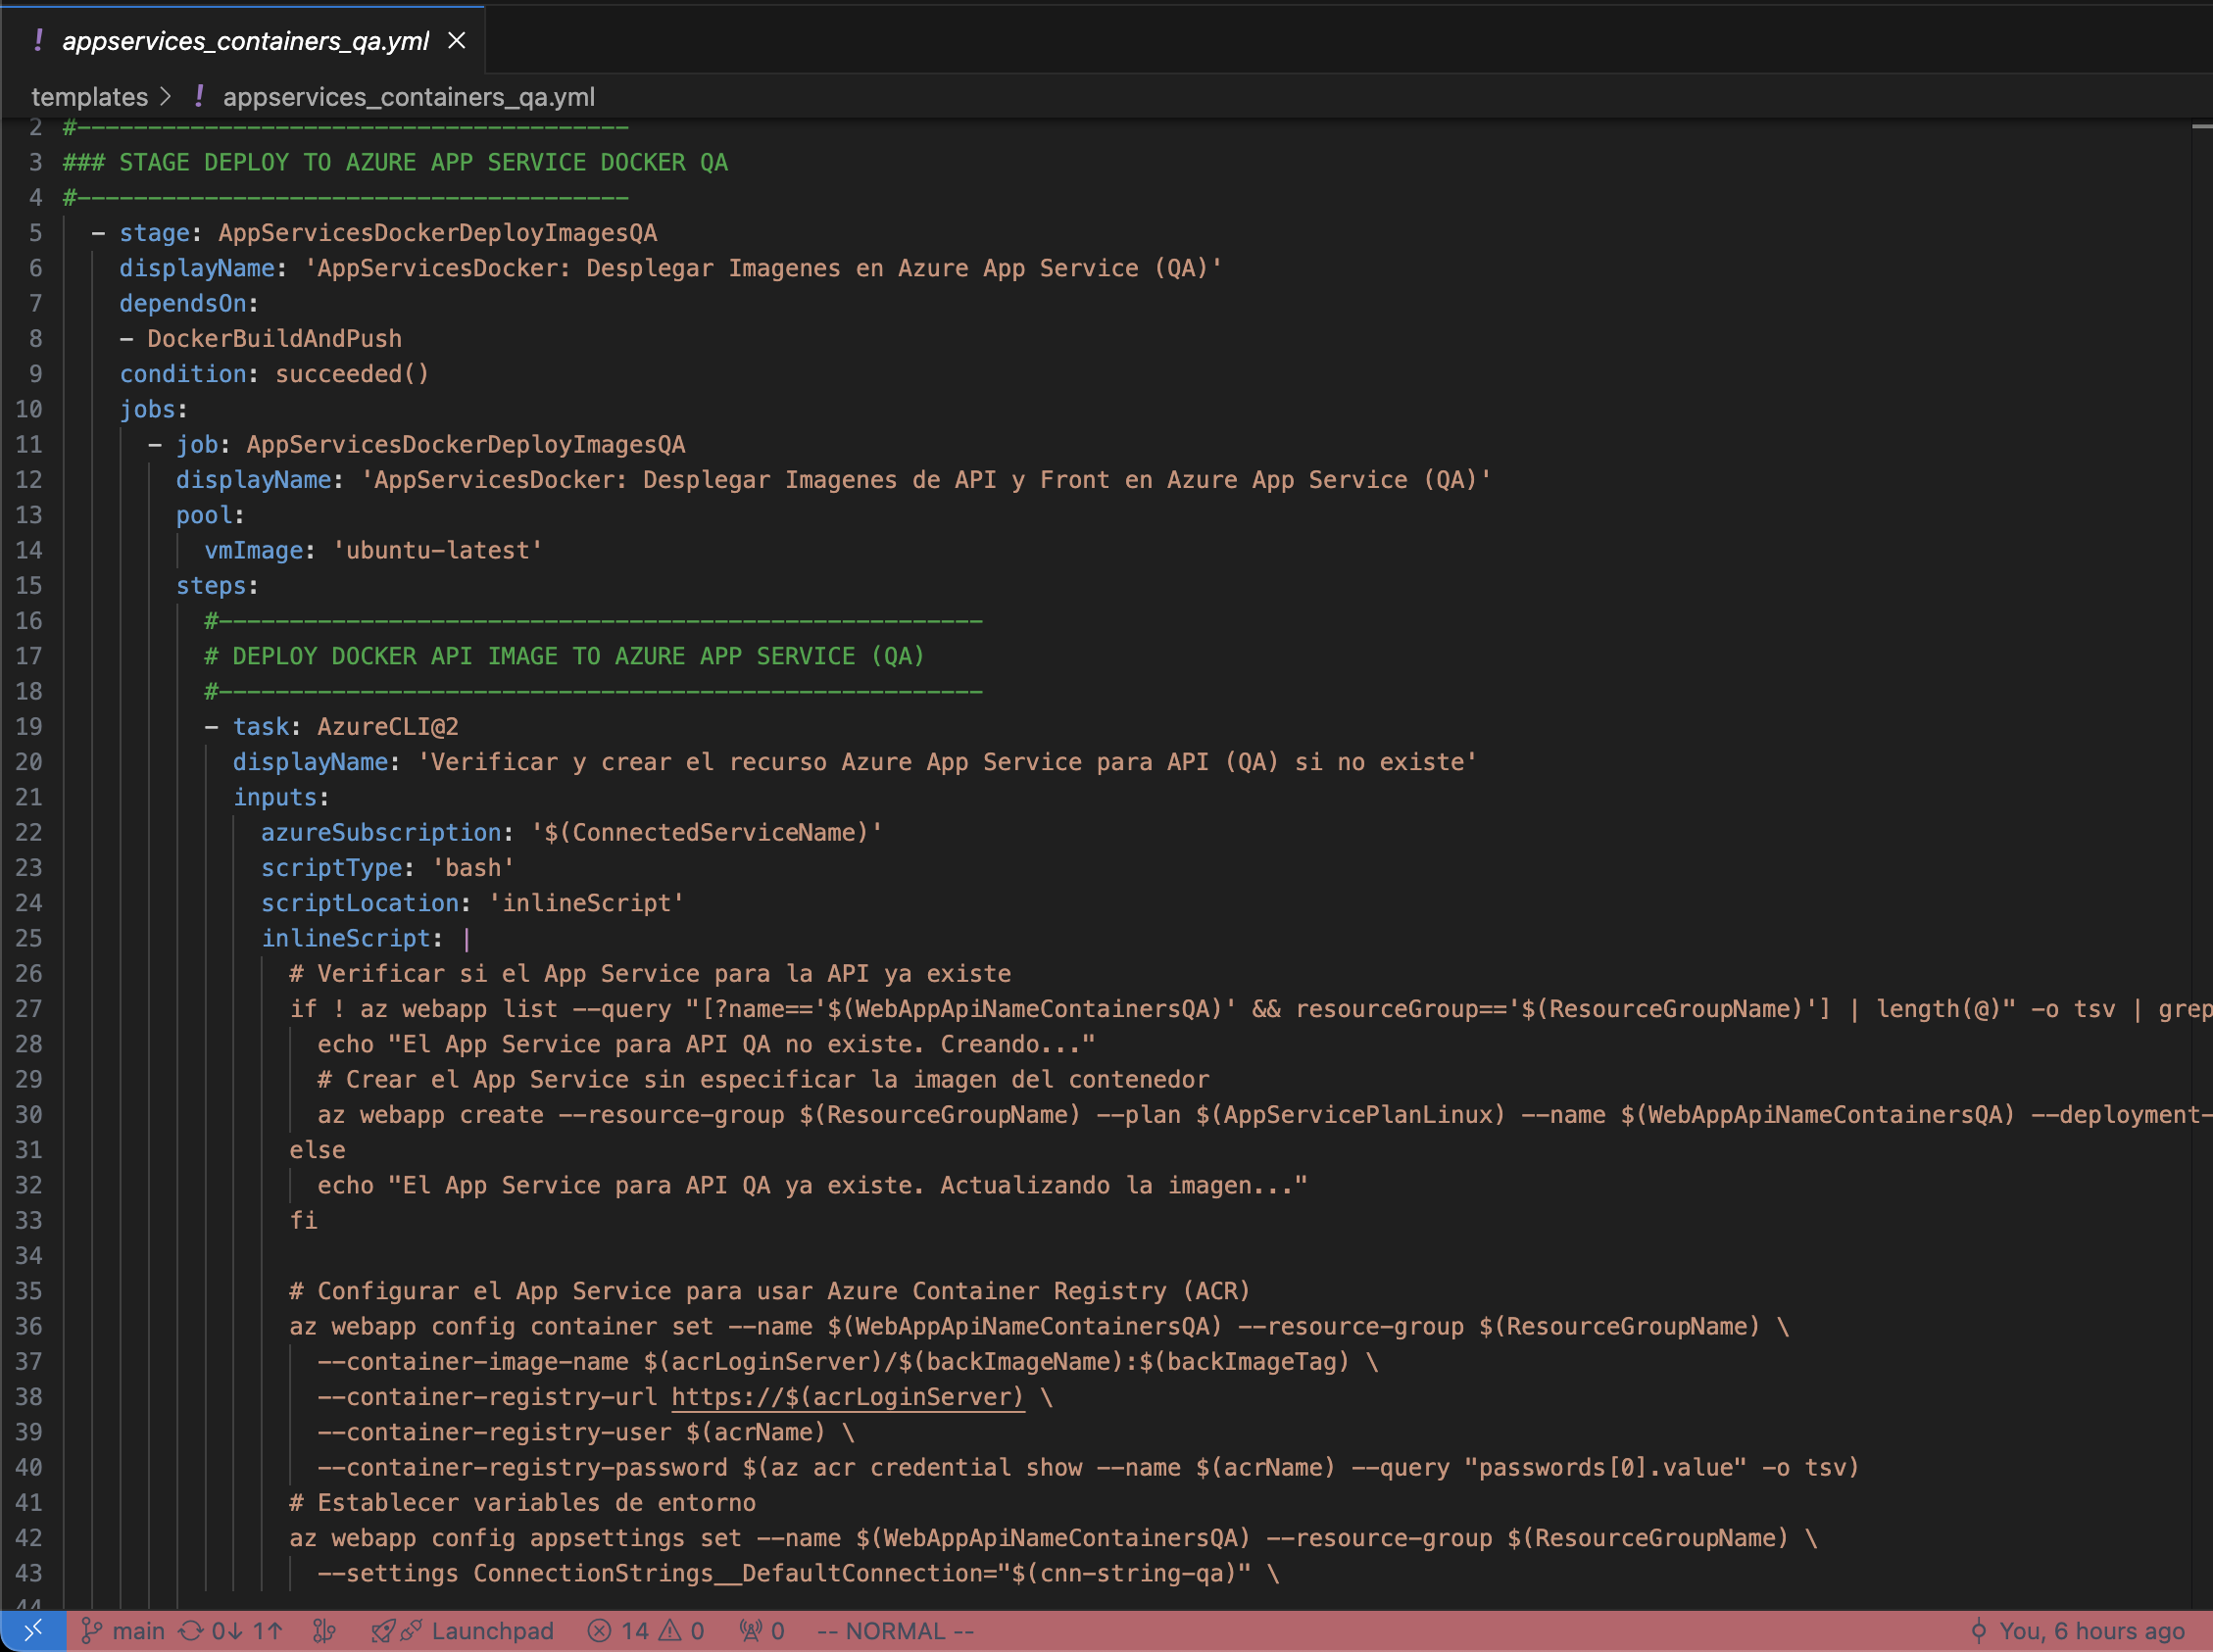 ! appservices_containers_qa.yml ×
templates > ! appservices_containers_qa.yml
2 #---------------------------------------
3 ### STAGE DEPLOY TO AZURE APP SERVICE DOCKER QA
4 #---------------------------------------
5 - stage: AppServicesDockerDeployImagesQA
6 displayName: 'AppServicesDocker: Desplegar Imagenes en Azure App Service (QA)'
7 dependsOn:
8 - DockerBuildAndPush
9 condition: succeeded()
10 jobs:
11 - job: AppServicesDockerDeployImagesQA
12 displayName: 'AppServicesDocker: Desplegar Imagenes de API y Front en Azure App Service (QA)'
13 pool:
14 vmImage: 'ubuntu-latest'
15 steps:
16 #------------------------------------------------------
17 # DEPLOY DOCKER API IMAGE TO AZURE APP SERVICE (QA)
18 #------------------------------------------------------
19 - task: AzureCLI@2
20 displayName: 'Verificar y crear el recurso Azure App Service para API (QA) si no existe'
21 inputs:
22 azureSubscription: '$(ConnectedServiceName)'
23 scriptType: 'bash'
24 scriptLocation: 'inlineScript'
25 inlineScript: |
26 # Verificar si el App Service para la API ya existe
27 if ! az webapp list --query "[?name=='$(WebAppApiNameContainersQA)' && resourceGroup=='$(ResourceGroupName)'] | length(@)" -o tsv | grep
28 echo "El App Service para API QA no existe. Creando..."
29 # Crear el App Service sin especificar la imagen del contenedor
30 az webapp create --resource-group $(ResourceGroupName) --plan $(AppServicePlanLinux) --name $(WebAppApiNameContainersQA) --deployment-
31 else
32 echo "El App Service para API QA ya existe. Actualizando la imagen..."
33 fi
34
35 # Configurar el App Service para usar Azure Container Registry (ACR)
36 az webapp config container set --name $(WebAppApiNameContainersQA) --resource-group $(ResourceGroupName) \
37 --container-image-name $(acrLoginServer)/$(backImageName):$(backImageTag) \
38 --container-registry-url https://$(acrLoginServer) \
39 --container-registry-user $(acrName) \
40 --container-registry-password $(az acr credential show --name $(acrName) --query "passwords[0].value" -o tsv)
41 # Establecer variables de entorno
42 az webapp config appsettings set --name $(WebAppApiNameContainersQA) --resource-group $(ResourceGroupName) \
43 --settings ConnectionStrings__DefaultConnection="$(cnn-string-qa)" \
44
main 0↓ 1↑ Launchpad 14 0 0 -- NORMAL -- You, 6 hours ago